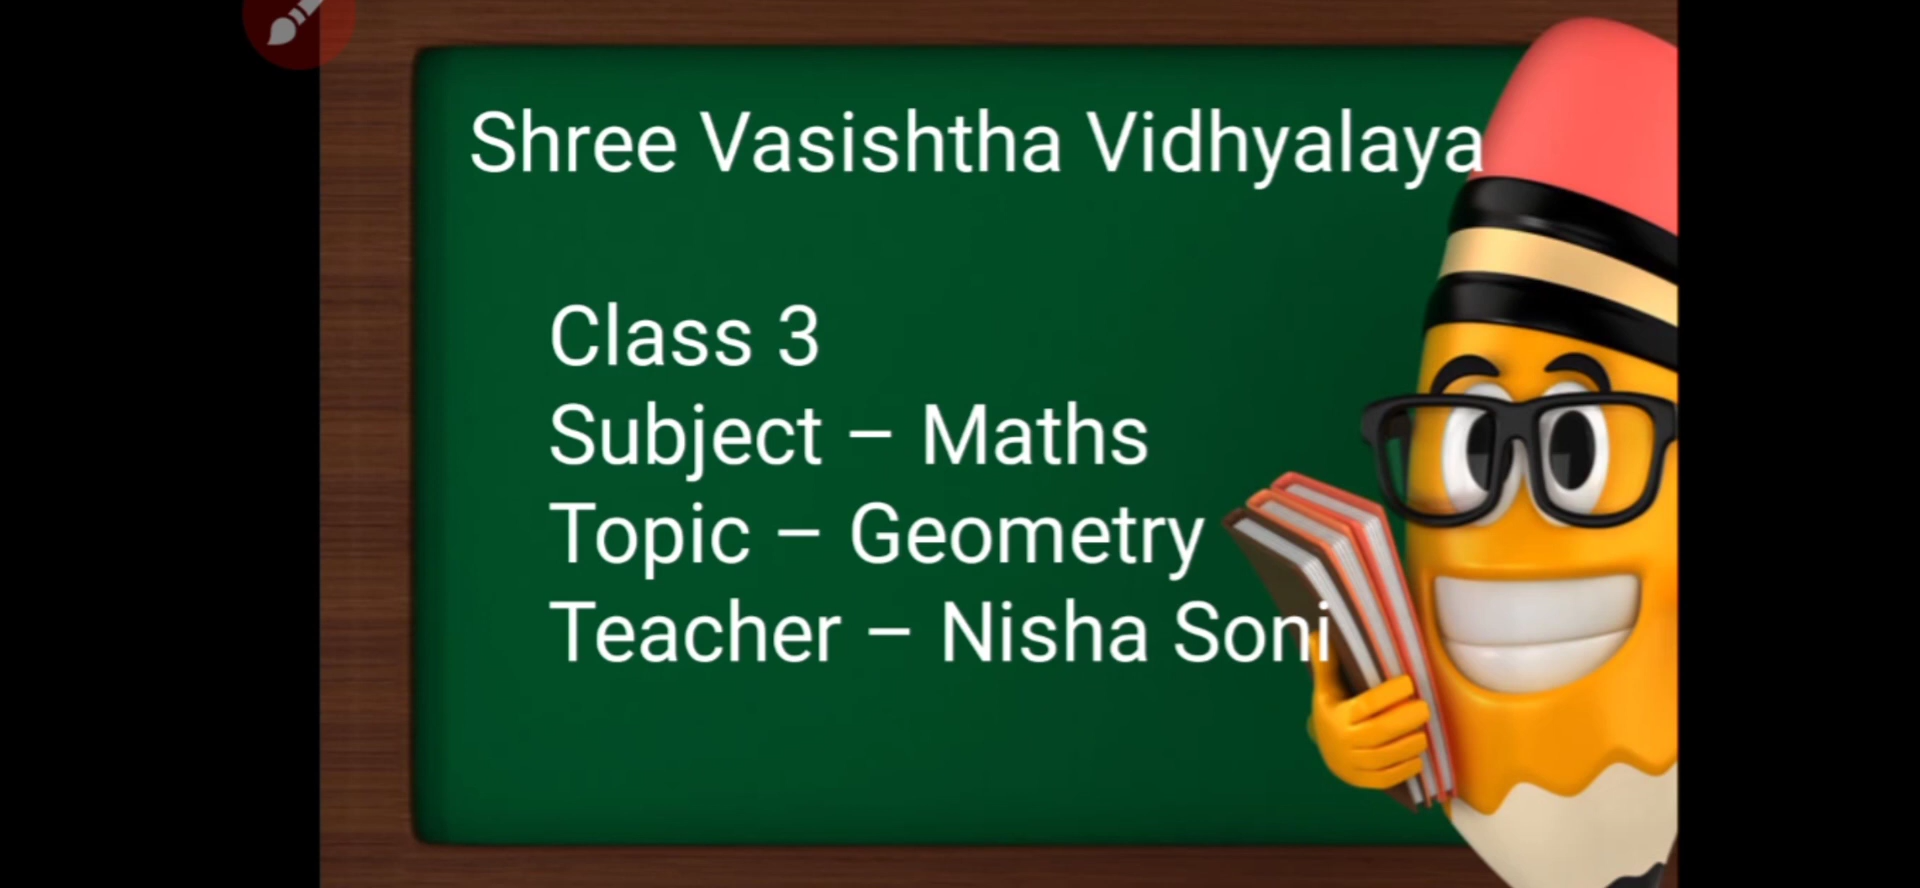 Shree Vasishtha Vidhyalaya
Class 3
Subject – Maths
Topic – Geometry
Teacher – Nisha Soni